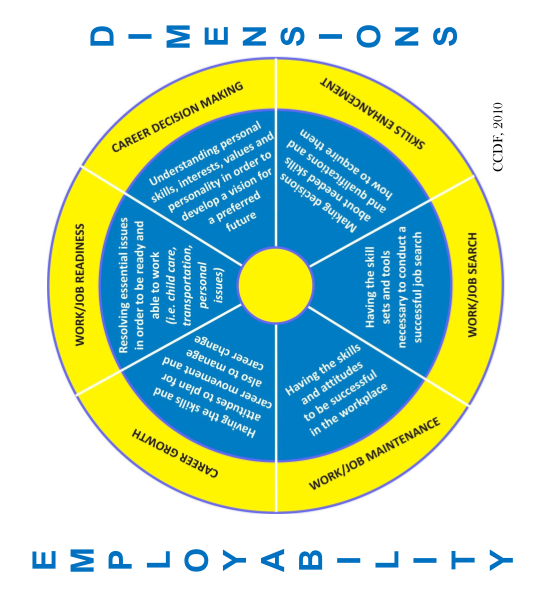 DIMENSIONS
CAREER DECISION MAKING
Understanding personal
skills, interests, values and
personality in order to
develop a vision for
a preferred
future
SKILLS ENHANCEMENT
Making decisions
about needed skills
and qualifications and
how to acquire them
WORK/JOB SEARCH
Having the skill
sets and tools
necessary to conduct a
successful job search
WORK/JOB MAINTENANCE
Having the skills
and attitudes
to be successful
in the workplace
CAREER GROWTH
Having the skills and
attitudes to plan for
career movement and
also to manage
career change
WORK/JOB READINESS
Resolving essential issues
in order to be ready and
able to work
(i.e. child care,
transportation,
personal
issues)
CCDF, 2010
EMPLOYABILITY